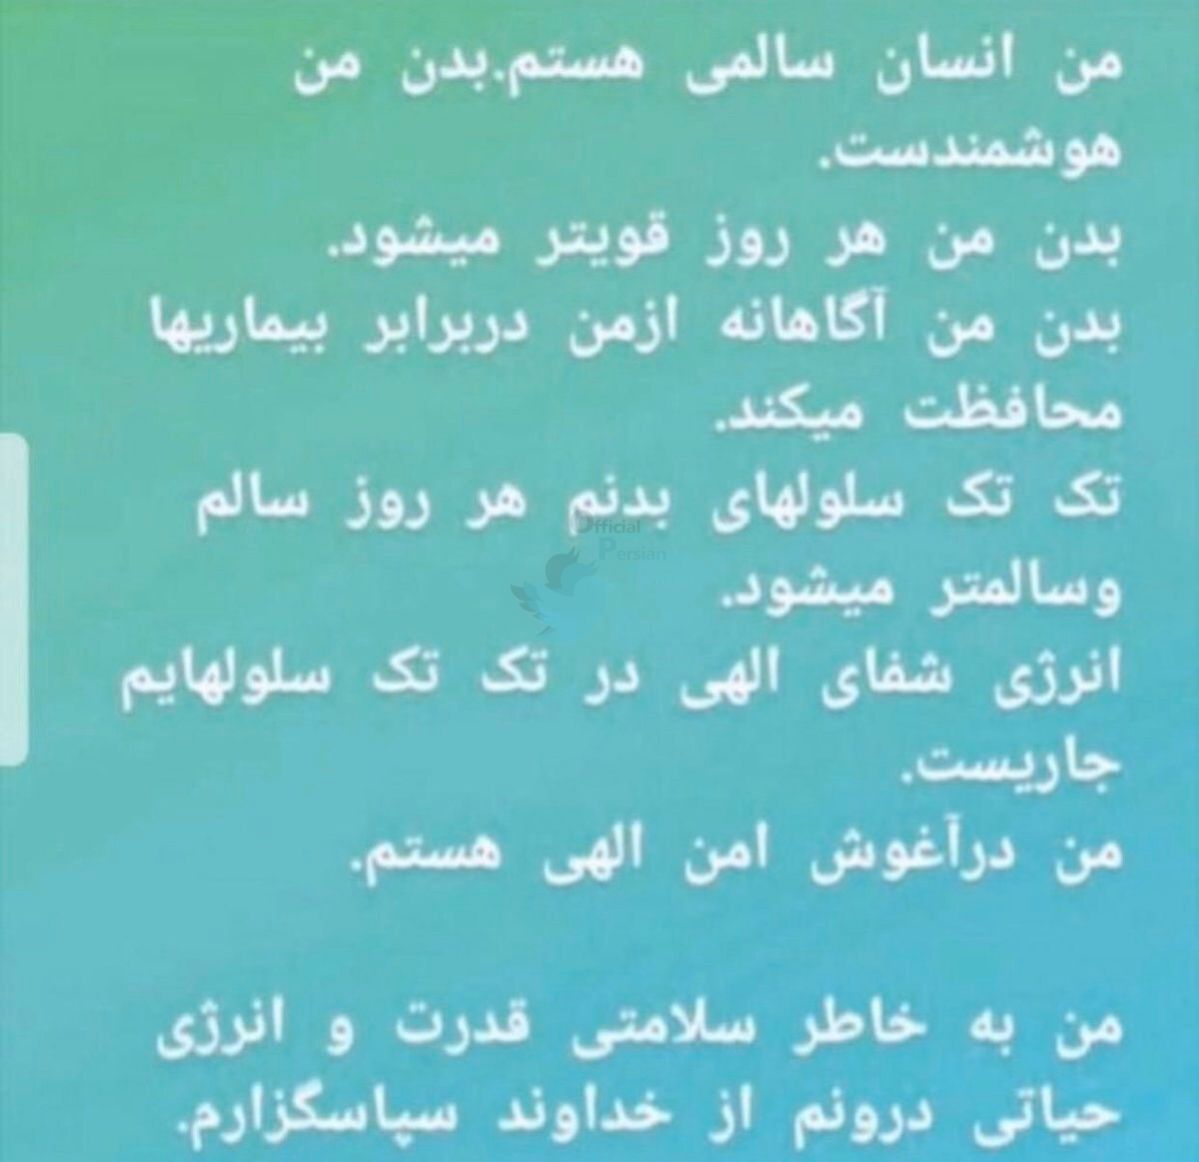 من انسان سالمی هستم.بدن من
هوشمندست.
بدن من هر روز قویتر میشود.
بدن من آگاهانه ازمن دربرابر بیماریها
محافظت میکند.
تک تک سلولهای بدنم هر روز سالم
وسالمتر میشود.
انرژی شفای الهی در تک تک سلولهایم
جاریست.
من درآغوش امن الهی هستم.
من به خاطر سلامتی قدرت و انرژی
حیاتی درونم از خداوند سپاسگزارم.
Official
Persian